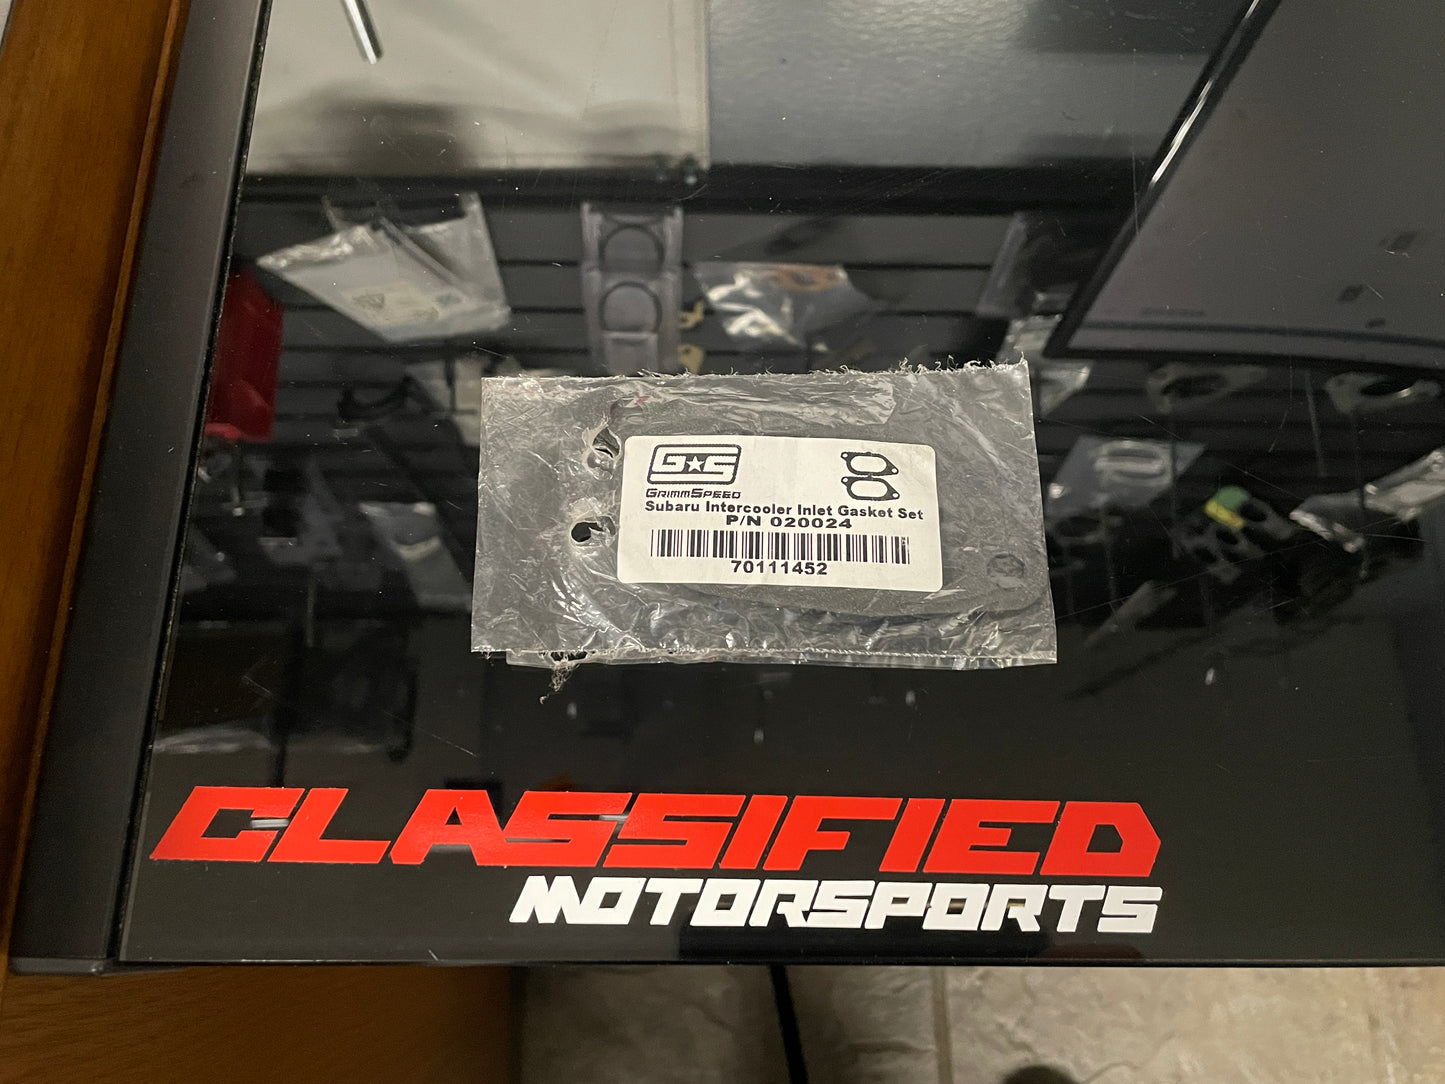 GS
GRIMMSPEED
Subaru Intercooler Inlet Gasket Set
P/N 020024
70111452
CLASSIFIED
MOTORSPORTS